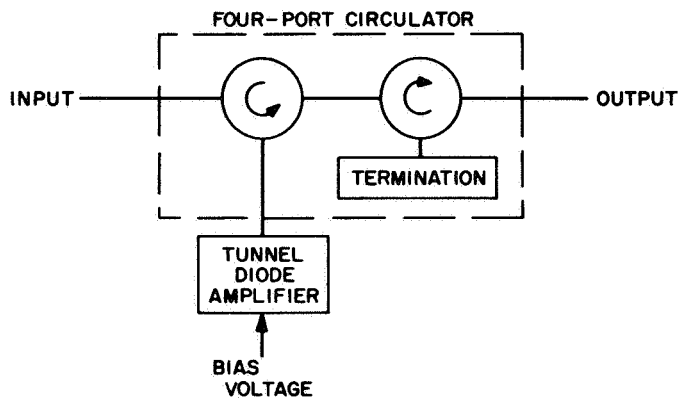 FOUR-PORT CIRCULATOR
INPUT
OUTPUT
TERMINATION
TUNNEL
DIODE
AMPLIFIER
BIAS
VOLTAGE